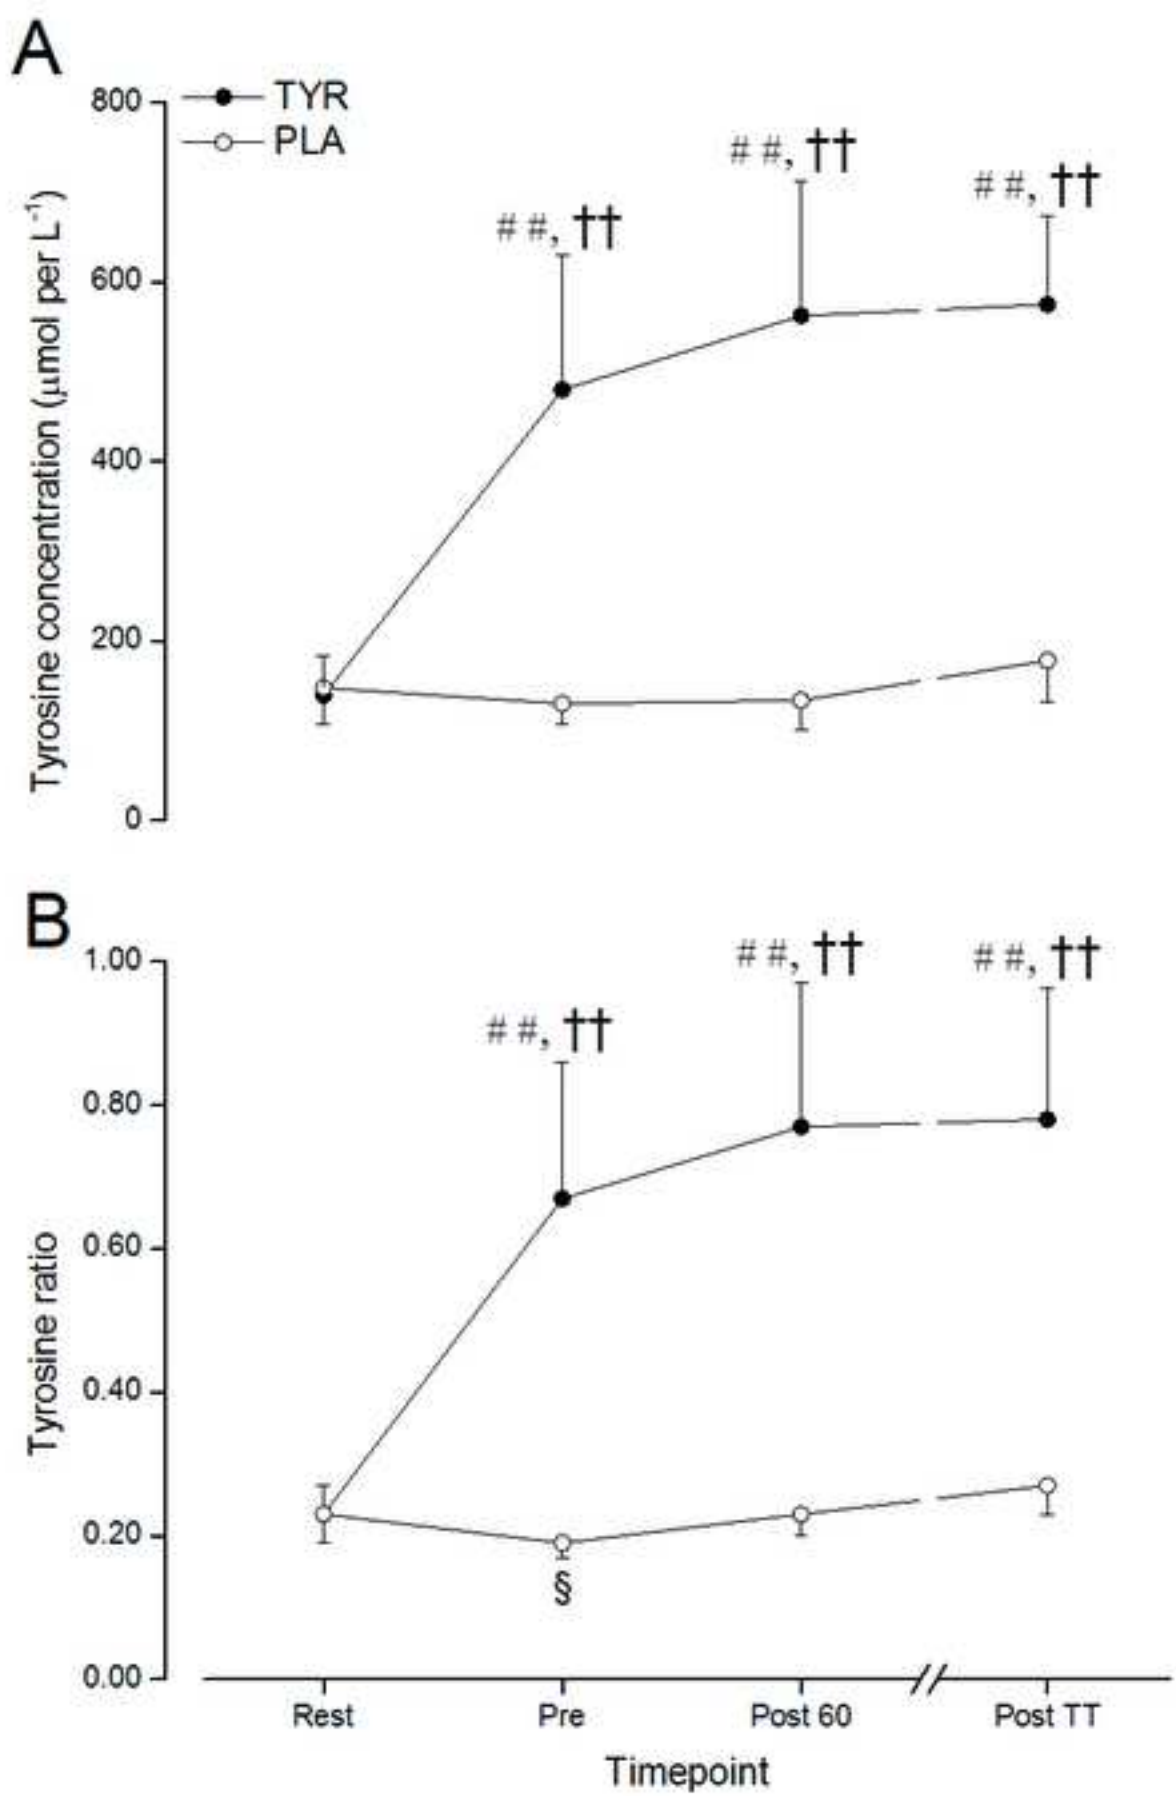 A
TYR
PLA
800
600
400
200
0
Tyrosine concentration (μmol per L⁻¹)
##, ††
##, ††
##, ††
B
1.00
0.80
0.60
0.40
0.20
0.00
Tyrosine ratio
##, ††
##, ††
##, ††
§
Rest Pre Post 60 Post TT
Timepoint